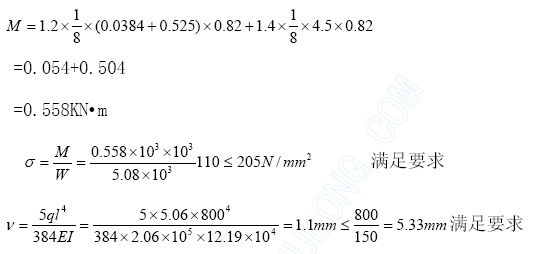 M = 1.2 × 1/8 × (0.0384 + 0.525) × 0.82 + 1.4 × 1/8 × 4.5 × 0.82
=0.054+0.504
=0.558KN•m
σ = M/W = (0.558×10³×10³)/(5.08×10³) 110 ≤ 205N/mm² 满足要求
ν = 5ql⁴/384EI = (5×5.06×800⁴)/(384×2.06×10⁵×12.19×10⁴) = 1.1mm ≤ 800/150 = 5.33mm 满足要求